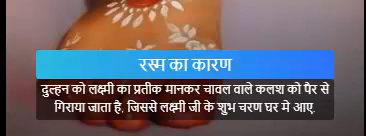 रस्म का कारण
दुल्हन को लक्ष्मी का प्रतीक मानकर चावल वाले कलश को पैर से
गिराया जाता है, जिससे लक्ष्मी जी के शुभ चरण घर मे आए.